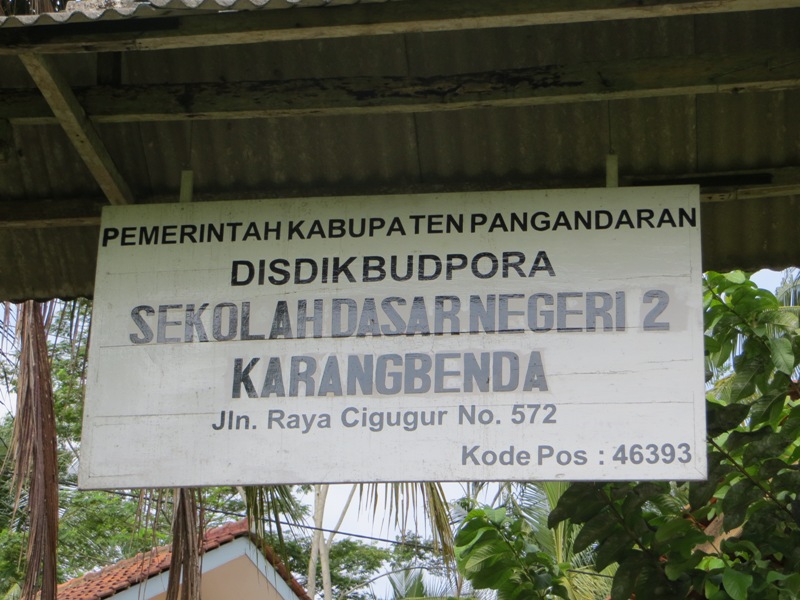 PEMERINTAH KABUPATEN PANGANDARAN
DISDIKBUDPORA
SEKOLAH DASAR NEGERI 2
KARANGBENDA
Jln. Raya Cigugur No. 572
Kode Pos : 46393